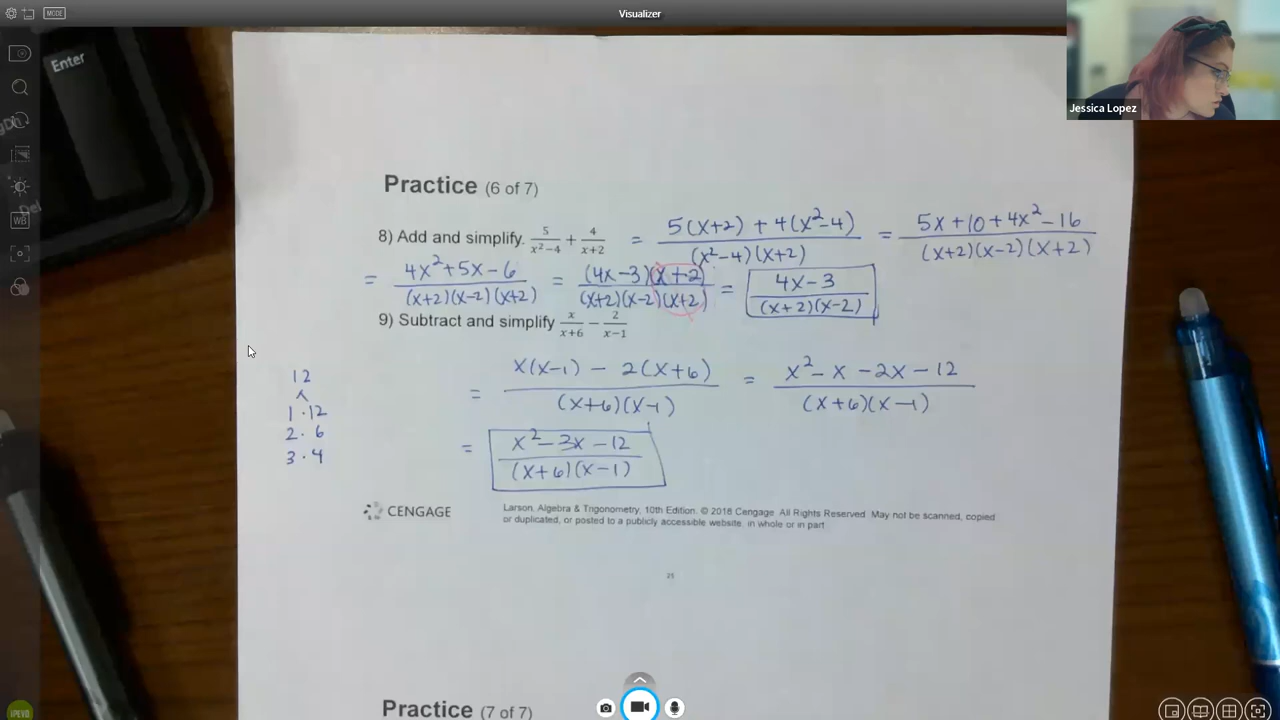 MODE
Visualizer
Enter
Del
WB
Jessica Lopez
Practice (6 of 7)
8) Add and simplify. 5/(x²-4) + 4/(x+2) = (5(x+2) + 4(x²-4))/((x²-4)(x+2)) = (5x+10+4x²-16)/((x+2)(x-2)(x+2))
= (4x²+5x-6)/((x+2)(x-2)(x+2)) = ((4x-3)(x+2))/((x+2)(x-2)(x+2)) = (4x-3)/((x+2)(x-2))
9) Subtract and simplify x/(x+6) - 2/(x-1)
= (x(x-1) - 2(x+6))/((x+6)(x-1)) = (x²-x-2x-12)/((x+6)(x-1))
= (x²-3x-12)/((x+6)(x-1))
12
1·12
2·6
3·4
CENGAGE
Larson, Algebra & Trigonometry, 10th Edition. © 2018 Cengage. All Rights Reserved. May not be scanned, copied
or duplicated, or posted to a publicly accessible website, in whole or in part.
25
Practice (7 of 7)
iPEVO